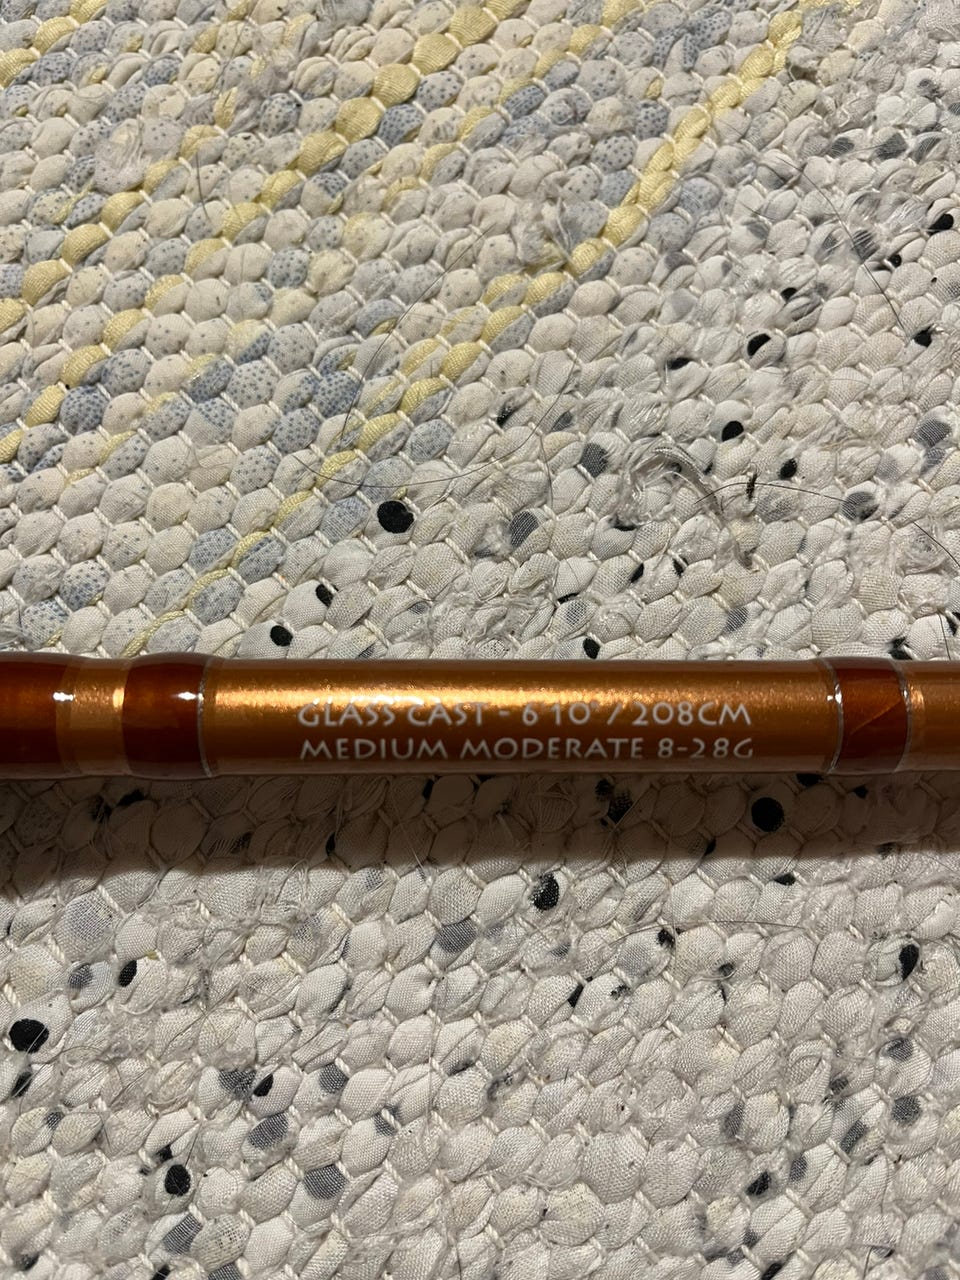 GLASS CAST - 6'10"/208CM
MEDIUM MODERATE 8-28G